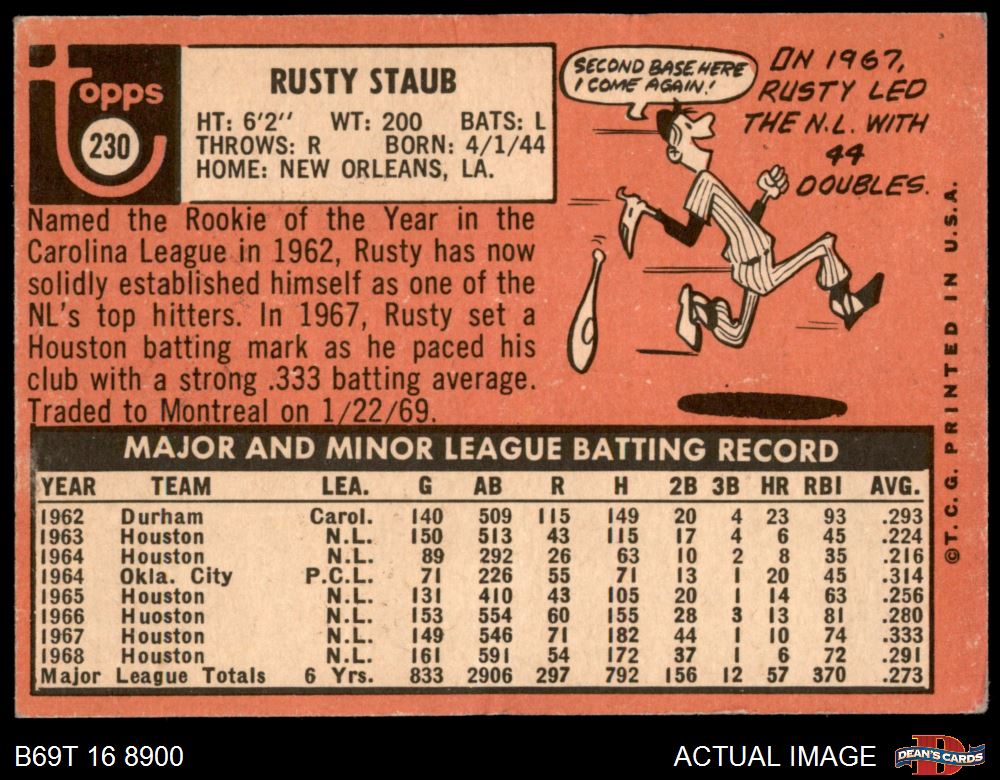 Topps
230
RUSTY STAUB
HT: 6'2" WT: 200 BATS: L
THROWS: R BORN: 4/1/44
HOME: NEW ORLEANS, LA.
SECOND BASE HERE
I COME AGAIN!
ON 1967,
RUSTY LED
THE N.L. WITH
44
DOUBLES.
Named the Rookie of the Year in the
Carolina League in 1962, Rusty has now
solidly established himself as one of the
NL's top hitters. In 1967, Rusty set a
Houston batting mark as he paced his
club with a strong .333 batting average.
Traded to Montreal on 1/22/69.
MAJOR AND MINOR LEAGUE BATTING RECORD
YEAR TEAM LEA. G AB R H 2B 3B HR RBI AVG.
1962 Durham Carol. 140 509 115 149 20 4 23 93 .293
1963 Houston N.L. 150 513 43 115 17 4 6 45 .224
1964 Houston N.L. 89 292 26 63 10 2 8 35 .216
1964 Okla. City P.C.L. 71 226 55 71 13 1 20 45 .314
1965 Houston N.L. 131 410 43 105 20 1 14 63 .256
1966 Huoston N.L. 153 554 60 155 28 3 13 81 .280
1967 Houston N.L. 149 546 71 182 44 1 10 74 .333
1968 Houston N.L. 161 591 54 172 37 1 6 72 .291
Major League Totals 6 Yrs. 833 2906 297 792 156 12 57 370 .273
©T.C.G. PRINTED IN U.S.A.
B69T 16 8900
ACTUAL IMAGE
DEAN'S CARDS